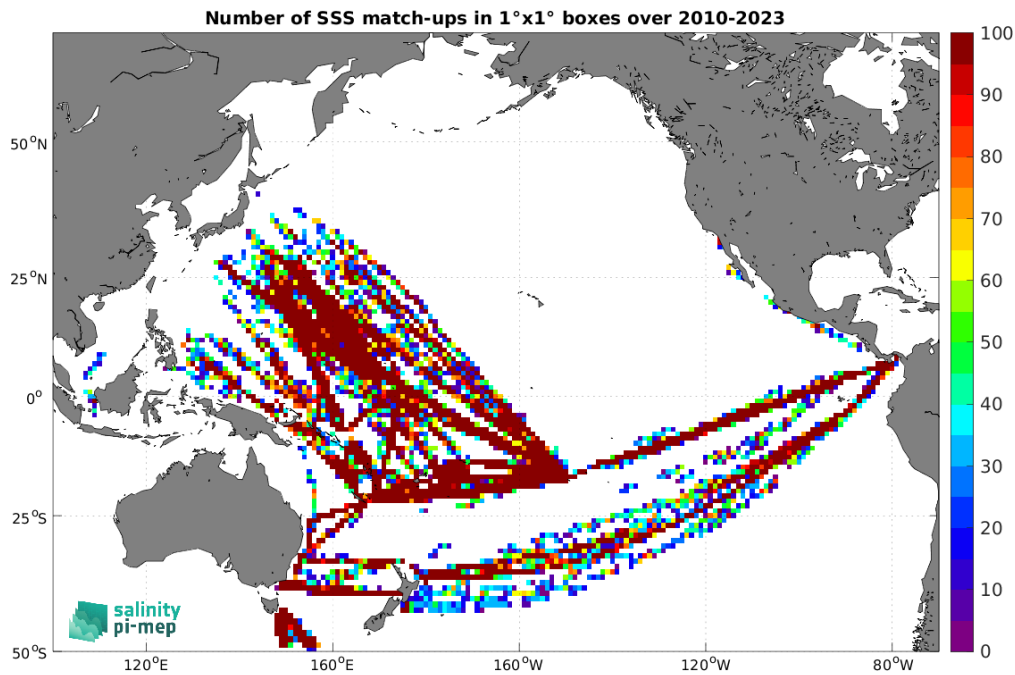 Number of SSS match-ups in 1°x1° boxes over 2010-2023
50°N
25°N
0°
25°S
50°S
120°E
160°E
160°W
120°W
80°W
100
90
80
70
60
50
40
30
20
10
0
salinity
pi-mep